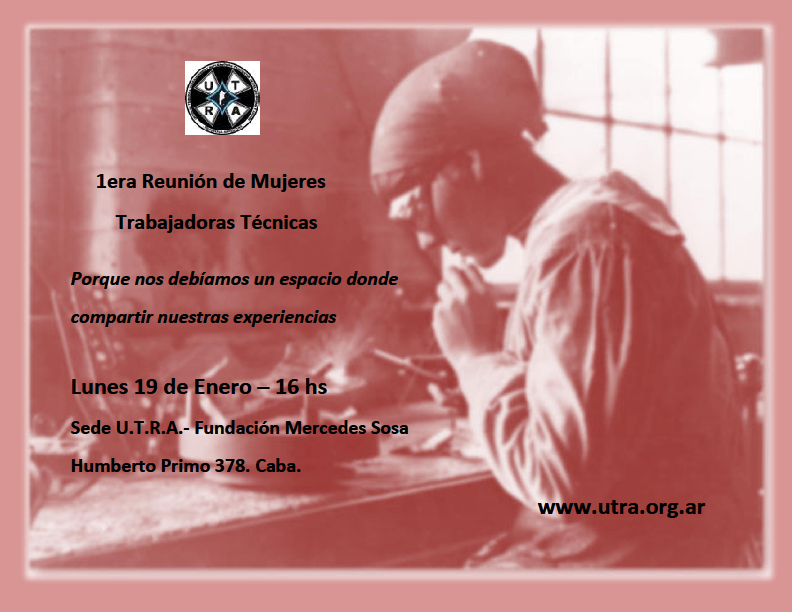 U T
R A
1era Reunión de Mujeres
Trabajadoras Técnicas
Porque nos debíamos un espacio donde
compartir nuestras experiencias
Lunes 19 de Enero – 16 hs
Sede U.T.R.A.- Fundación Mercedes Sosa
Humberto Primo 378. Caba.
www.utra.org.ar